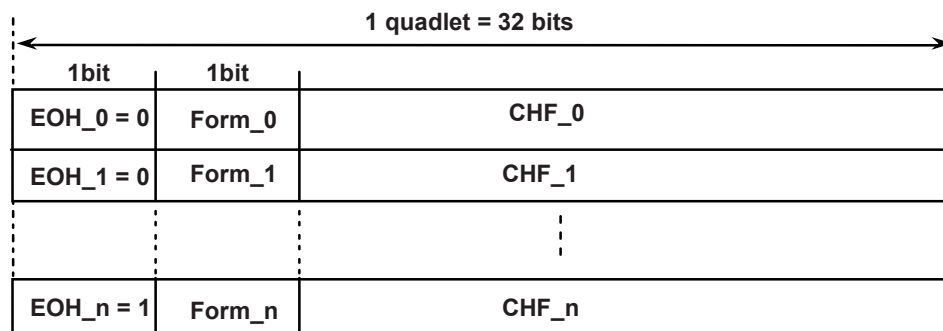 1 quadlet = 32 bits
1bit 1bit
EOH_0 = 0 Form_0 CHF_0
EOH_1 = 0 Form_1 CHF_1
EOH_n = 1 Form_n CHF_n